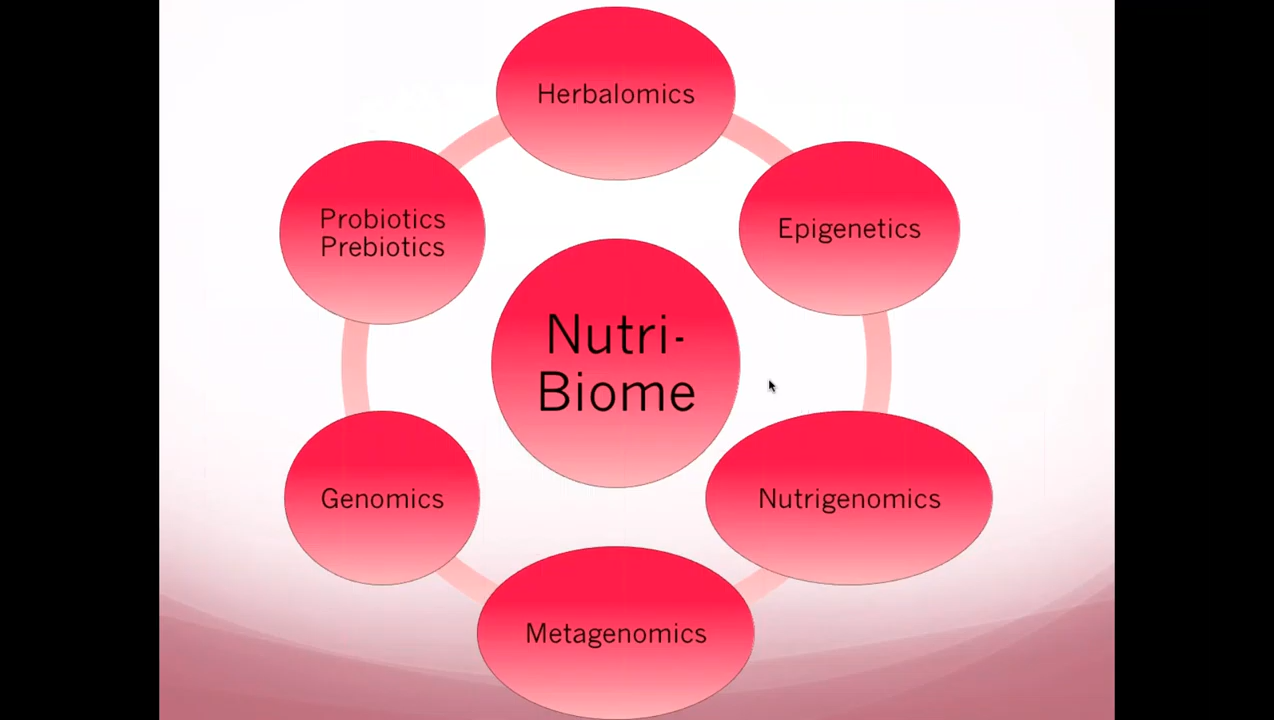 Herbalomics
Probiotics
Prebiotics
Epigenetics
Nutri-
Biome
Genomics
Nutrigenomics
Metagenomics